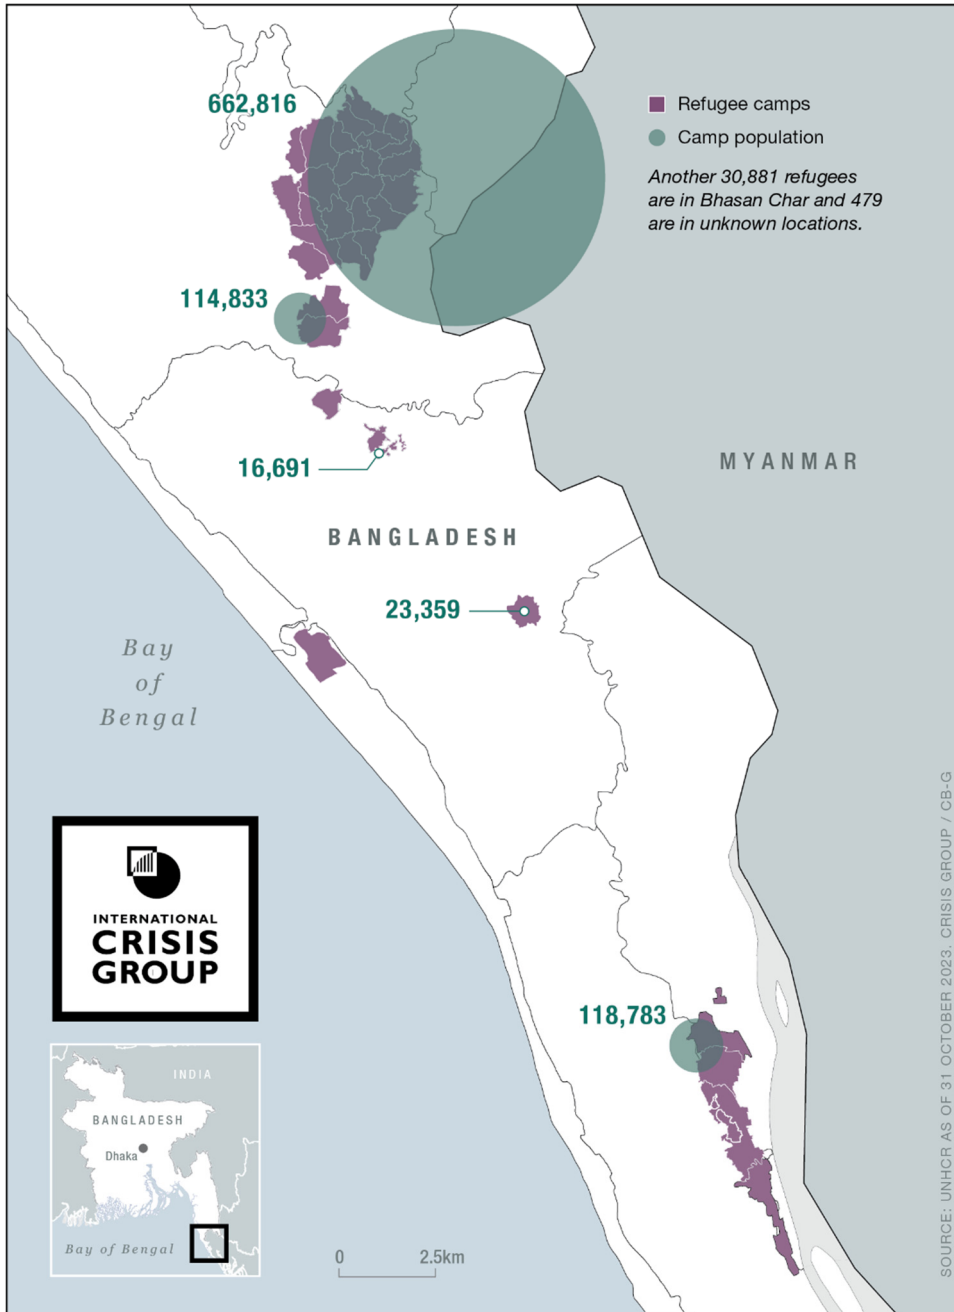 662,816
Refugee camps
Camp population
Another 30,881 refugees
are in Bhasan Char and 479
are in unknown locations.
114,833
MYANMAR
16,691
BANGLADESH
23,359
Bay
of
Bengal
INTERNATIONAL
CRISIS
GROUP
118,783
INDIA
BANGLADESH
Dhaka
Bay of Bengal
0 2.5km
SOURCE: UNHCR AS OF 31 OCTOBER 2023. CRISIS GROUP / CB-G